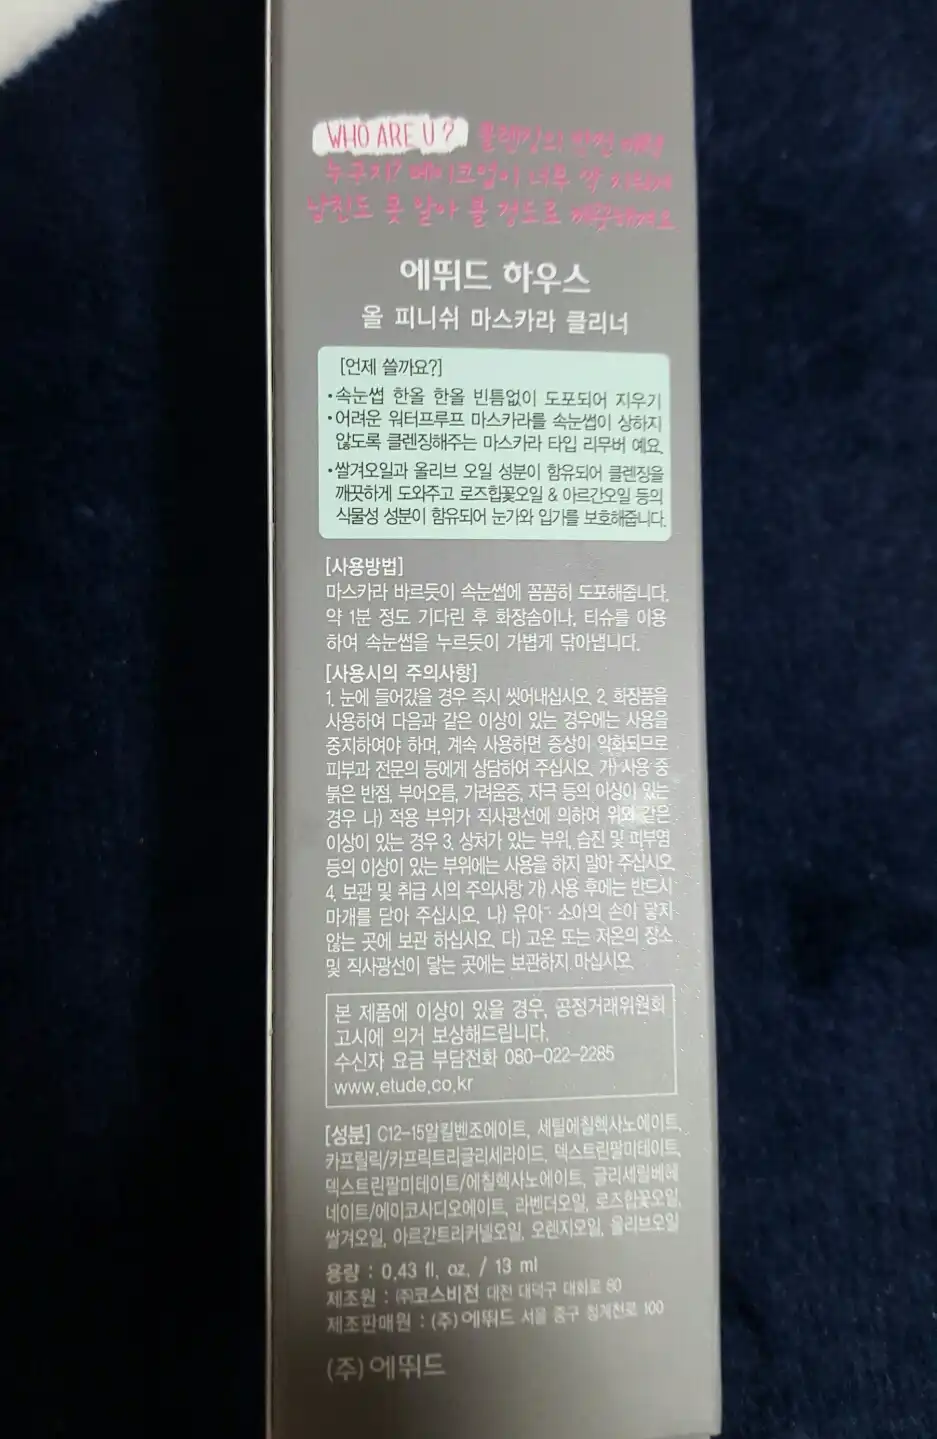 WHO ARE U? 클렌징의 반전 매력
누구지? 메이크업이 너무 싹 지워져
남친도 못 알아 볼 정도로 깨끗해져요
에뛰드 하우스
올 피니쉬 마스카라 클리너
[언제 쓸까요?]
•속눈썹 한올 한올 빈틈없이 도포되어 지우기
•어려운 워터프루프 마스카라를 속눈썹이 상하지
않도록 클렌징해주는 마스카라 타입 리무버 예요.
•쌀겨오일과 올리브 오일 성분이 함유되어 클렌징을
깨끗하게 도와주고 로즈힙꽃오일 & 아르간오일 등의
식물성 성분이 함유되어 눈가와 입가를 보호해줍니다.
[사용방법]
마스카라 바르듯이 속눈썹에 꼼꼼히 도포해줍니다.
약 1분 정도 기다린 후 화장솜이나, 티슈를 이용
하여 속눈썹을 누르듯이 가볍게 닦아냅니다.
[사용시의 주의사항]
1. 눈에 들어갔을 경우 즉시 씻어내십시오. 2. 화장품을
사용하여 다음과 같은 이상이 있는 경우에는 사용을
중지하여야 하며, 계속 사용하면 증상이 악화되므로
피부과 전문의 등에게 상담하여 주십시오. 가) 사용 중
붉은 반점, 부어오름, 가려움증, 자극 등의 이상이 있는
경우 나) 적용 부위가 직사광선에 의하여 위와 같은
이상이 있는 경우 3. 상처가 있는 부위, 습진 및 피부염
등의 이상이 있는 부위에는 사용을 하지 말아 주십시오.
4. 보관 및 취급 시의 주의사항 가) 사용 후에는 반드시
마개를 닫아 주십시오. 나) 유아· 소아의 손이 닿지
않는 곳에 보관 하십시오. 다) 고온 또는 저온의 장소
및 직사광선이 닿는 곳에는 보관하지 마십시오.
본 제품에 이상이 있을 경우, 공정거래위원회
고시에 의거 보상해드립니다.
수신자 요금 부담전화 080-022-2285
www.etude.co.kr
[성분] C12-15알킬벤조에이트, 세틸에칠헥사노에이트,
카프릴릭/카프릭트리글리세라이드, 덱스트린팔미테이트,
덱스트린팔미테이트/에칠헥사노에이트, 글리세릴베헤
네이트/에이코사디오에이트, 라벤더오일, 로즈힙꽃오일,
쌀겨오일, 아르간트리커넬오일, 오렌지오일, 올리브오일
용량 : 0.43 fl. oz. / 13 ml
제조원 : ㈜코스비전 대전 대덕구 대화로 80
제조판매원 : (주)에뛰드 서울 중구 청계천로 100
(주)에뛰드